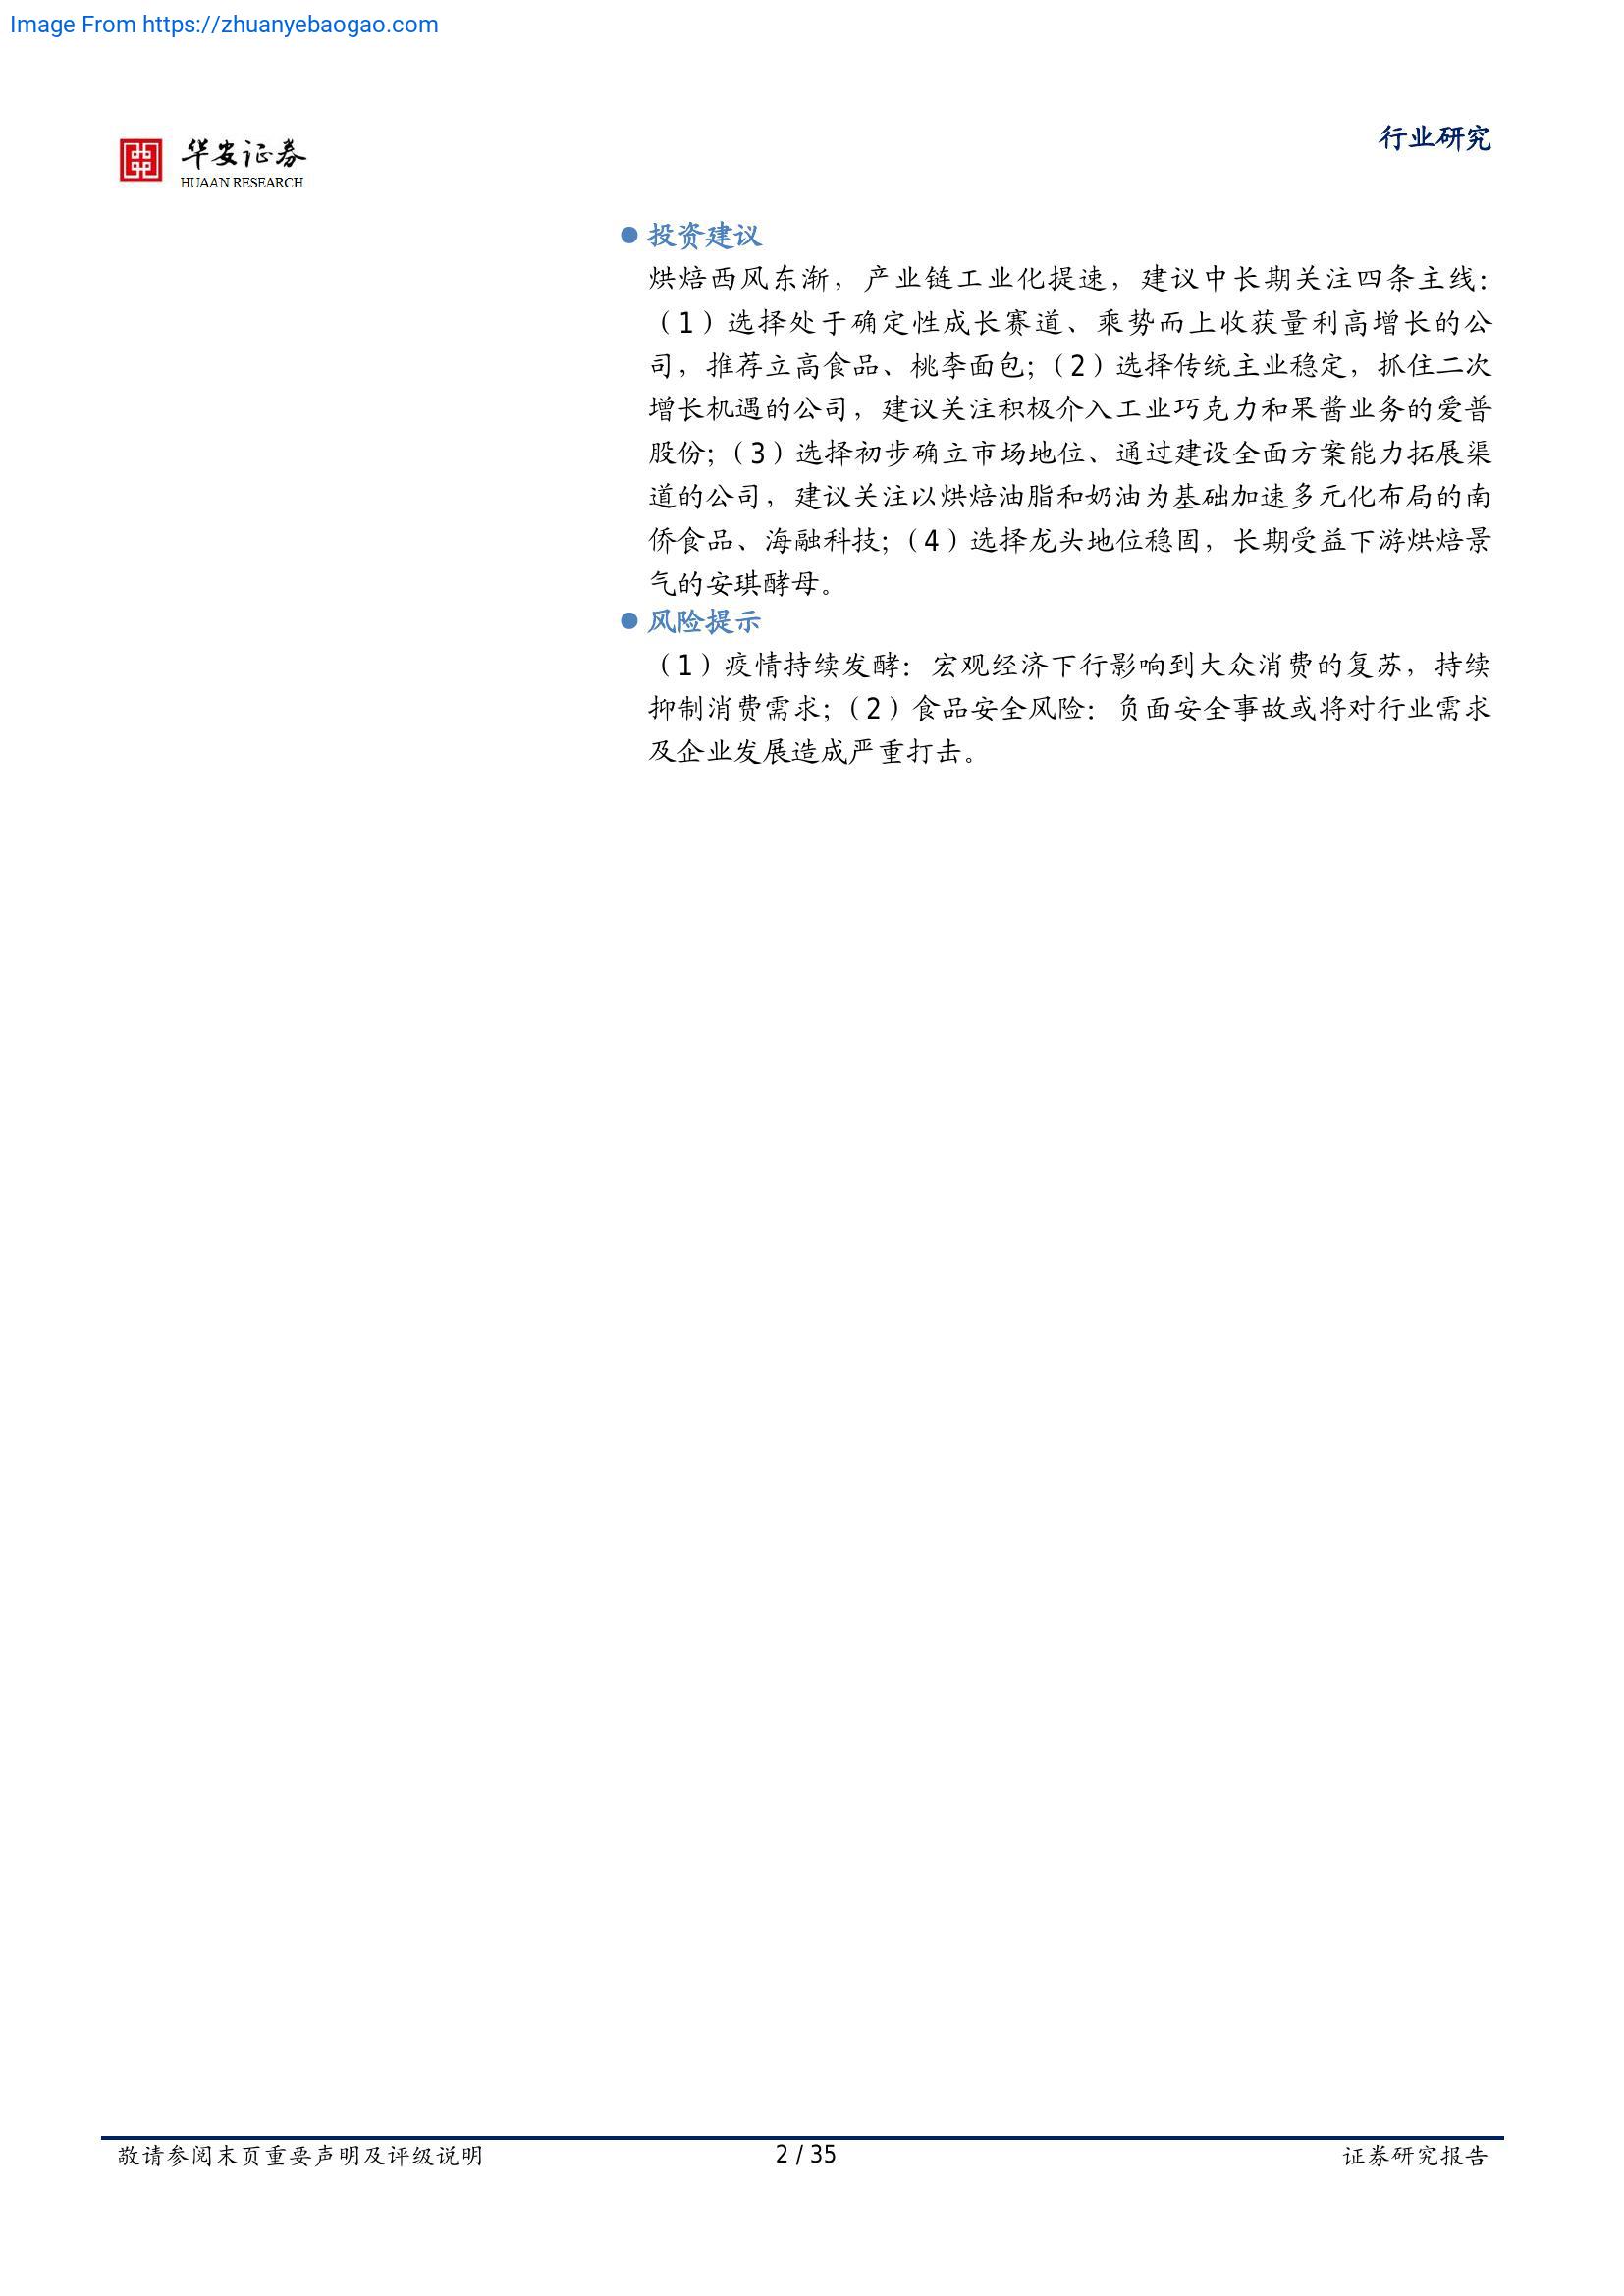 Image From https://zhuanyebaogao.com
华安证券
HUAAN RESEARCH
行业研究
投资建议
烘焙西风东渐，产业链工业化提速，建议中长期关注四条主线：
（1）选择处于确定性成长赛道、乘势而上收获量利高增长的公
司，推荐立高食品、桃李面包；（2）选择传统主业稳定，抓住二次
增长机遇的公司，建议关注积极介入工业巧克力和果酱业务的爱普
股份；（3）选择初步确立市场地位、通过建设全面方案能力拓展渠
道的公司，建议关注以烘焙油脂和奶油为基础加速多元化布局的南
侨食品、海融科技；（4）选择龙头地位稳固，长期受益下游烘焙景
气的安琪酵母。
风险提示
（1）疫情持续发酵：宏观经济下行影响到大众消费的复苏，持续
抑制消费需求；（2）食品安全风险：负面安全事故或将对行业需求
及企业发展造成严重打击。
敬请参阅末页重要声明及评级说明
2 / 35
证券研究报告